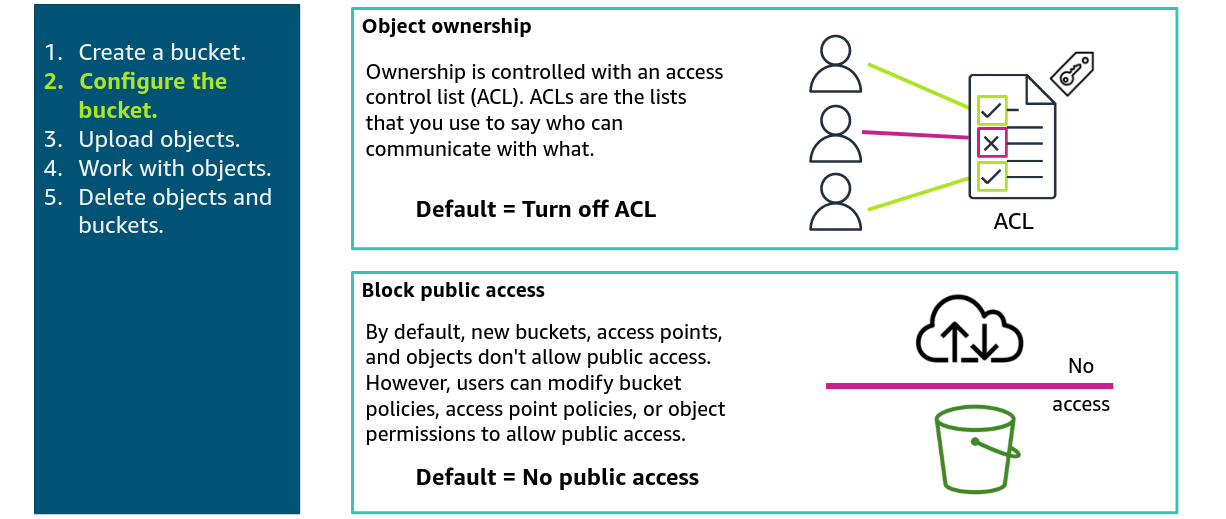 1. Create a bucket.
2. Configure the
bucket.
3. Upload objects.
4. Work with objects.
5. Delete objects and
buckets.
Object ownership
Ownership is controlled with an access
control list (ACL). ACLs are the lists
that you use to say who can
communicate with what.
Default = Turn off ACL
ACL
Block public access
By default, new buckets, access points,
and objects don't allow public access.
However, users can modify bucket
policies, access point policies, or object
permissions to allow public access.
Default = No public access
No
access